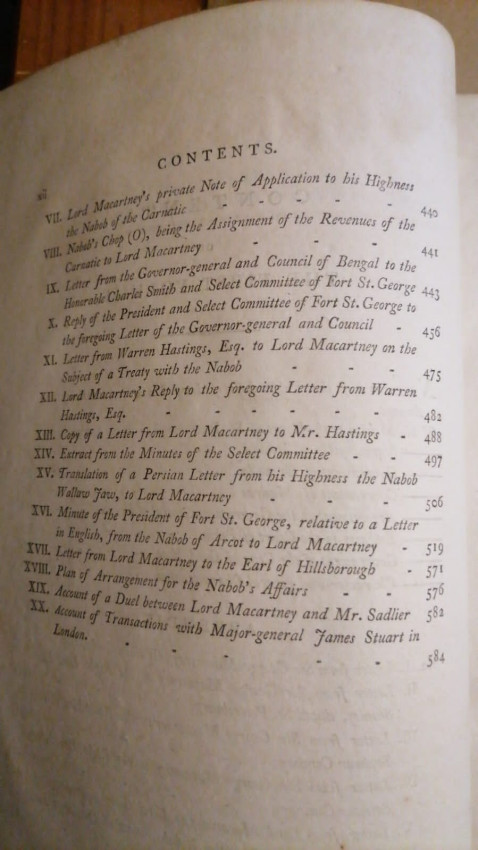 CONTENTS.
xii
VII. Lord Macartney's private Note of Application to his Highness
the Nabob of the Carnatic - - - - - 440
VIII. Nabob's Chop (O), being the Assignment of the Revenues of the
Carnatic to Lord Macartney - - - - 441
IX. Letter from the Governor-general and Council of Bengal to the
Honorable Charles Smith and Select Committee of Fort St. George 443
X. Reply of the President and Select Committee of Fort St. George to
the foregoing Letter of the Governor-general and Council - 456
XI. Letter from Warren Hastings, Esq. to Lord Macartney on the
Subject of a Treaty with the Nabob - - - 475
XII. Lord Macartney's Reply to the foregoing Letter from Warren
Hastings, Esq. - - - - - - 482
XIII. Copy of a Letter from Lord Macartney to Mr. Hastings - 488
XIV. Extract from the Minutes of the Select Committee - - 497
XV. Translation of a Persian Letter from his Highness the Nabob
Wallaw Jaw, to Lord Macartney - - - 506
XVI. Minute of the President of Fort St. George, relative to a Letter
in English, from the Nabob of Arcot to Lord Macartney - 519
XVII. Letter from Lord Macartney to the Earl of Hillsborough - 571
XVIII. Plan of Arrangement for the Nabob's Affairs - - 576
XIX. Account of a Duel between Lord Macartney and Mr. Sadlier 582
XX. Account of Transactions with Major-general James Stuart in
London. - - - - - 584